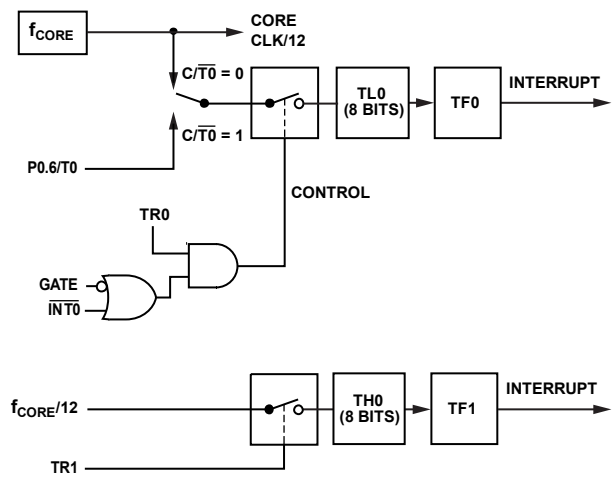 fCORE
CORE
CLK/12
C/T0 = 0
TL0
(8 BITS)
TF0
INTERRUPT
C/T0 = 1
P0.6/T0
CONTROL
TR0
GATE
INT0
fCORE/12
TH0
(8 BITS)
TF1
INTERRUPT
TR1